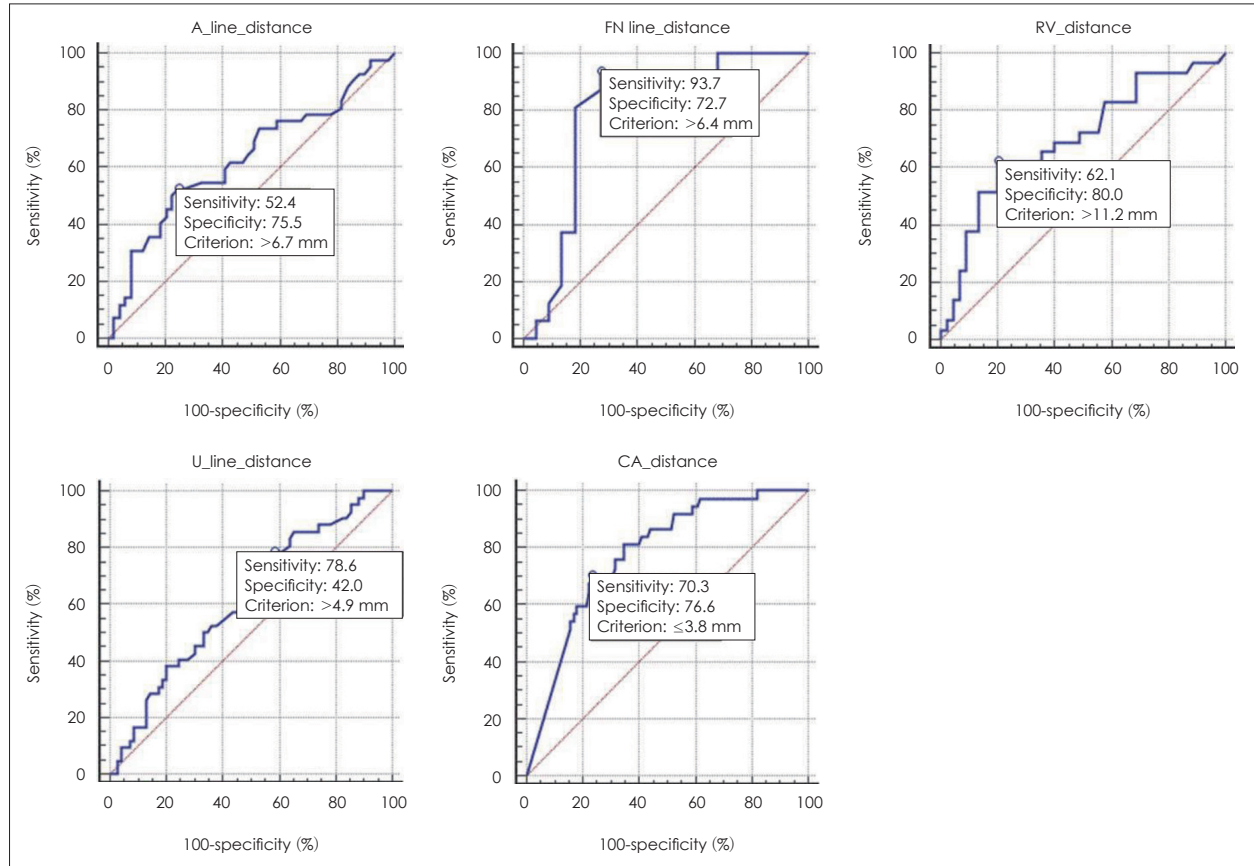 A_line_distance
100
80
60
40
20
0
Sensitivity (%)
Sensitivity: 52.4
Specificity: 75.5
Criterion: >6.7 mm
0 20 40 60 80 100
100-specificity (%)
FN line_distance
100
80
60
40
20
0
Sensitivity (%)
Sensitivity: 93.7
Specificity: 72.7
Criterion: >6.4 mm
0 20 40 60 80 100
100-specificity (%)
RV_distance
100
80
60
40
20
0
Sensitivity (%)
Sensitivity: 62.1
Specificity: 80.0
Criterion: >11.2 mm
0 20 40 60 80 100
100-specificity (%)
U_line_distance
100
80
60
40
20
0
Sensitivity (%)
Sensitivity: 78.6
Specificity: 42.0
Criterion: >4.9 mm
0 20 40 60 80 100
100-specificity (%)
CA_distance
100
80
60
40
20
0
Sensitivity (%)
Sensitivity: 70.3
Specificity: 76.6
Criterion: ≤3.8 mm
0 20 40 60 80 100
100-specificity (%)